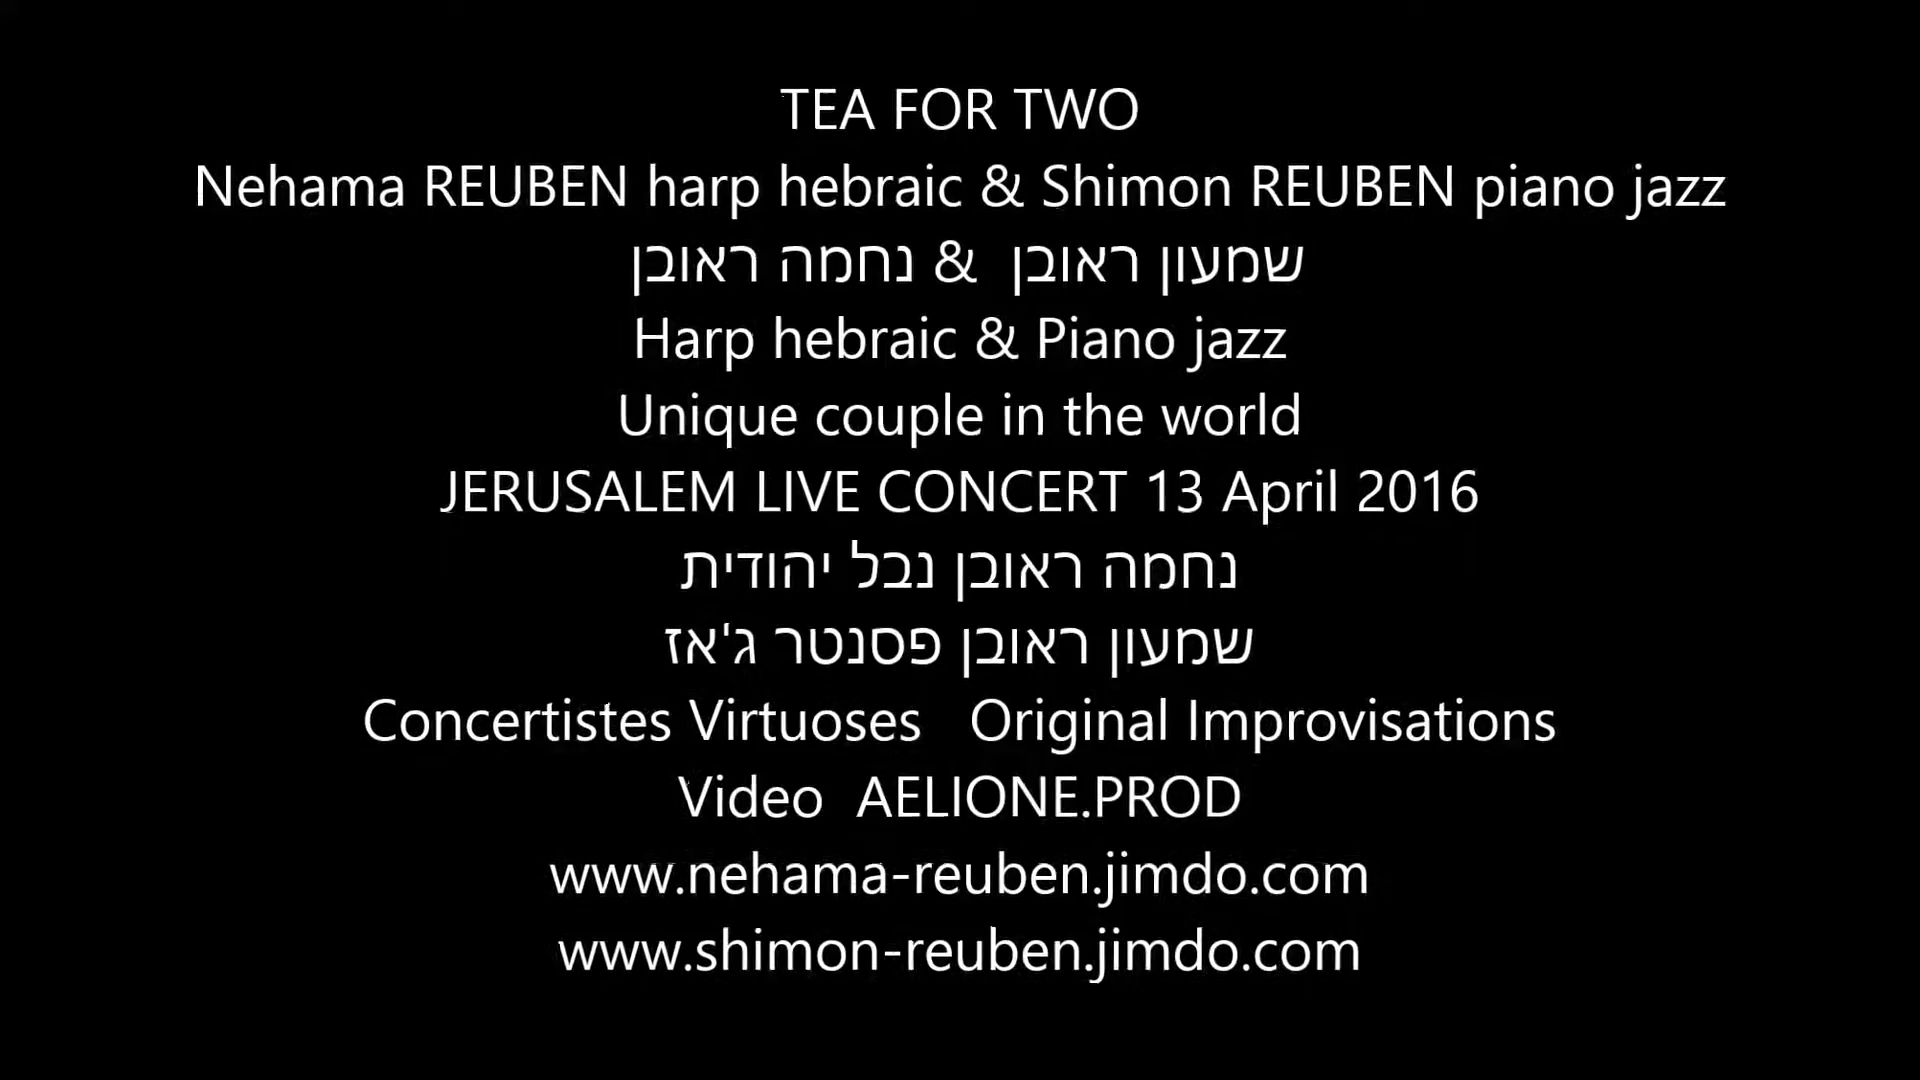 TEA FOR TWO
Nehama REUBEN harp hebraic & Shimon REUBEN piano jazz
שמעון ראובן & נחמה ראובן
Harp hebraic & Piano jazz
Unique couple in the world
JERUSALEM LIVE CONCERT 13 April 2016
נחמה ראובן נבל יהודית
שמעון ראובן פסנטר ג'אז
Concertistes Virtuoses Original Improvisations
Video AELIONE.PROD
www.nehama-reuben.jimdo.com
www.shimon-reuben.jimdo.com